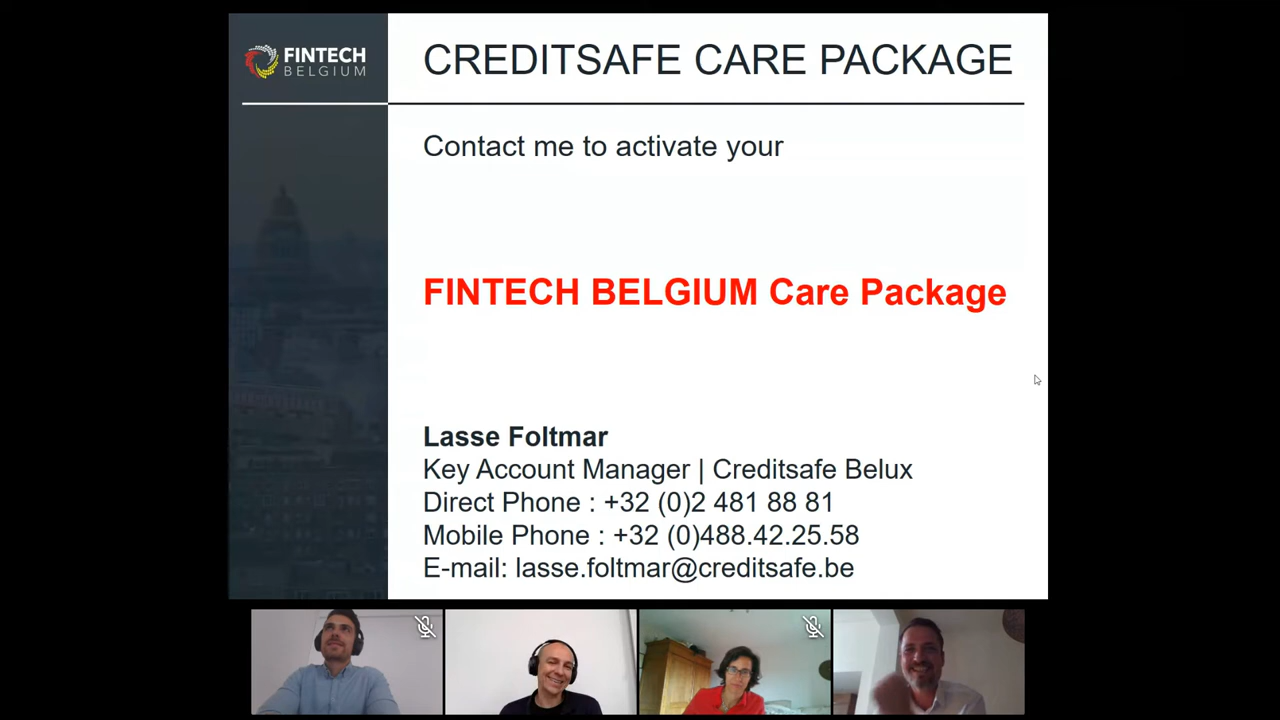 FINTECH
BELGIUM
CREDITSAFE CARE PACKAGE
Contact me to activate your
FINTECH BELGIUM Care Package
Lasse Foltmar
Key Account Manager | Creditsafe Belux
Direct Phone : +32 (0)2 481 88 81
Mobile Phone : +32 (0)488.42.25.58
E-mail: lasse.foltmar@creditsafe.be